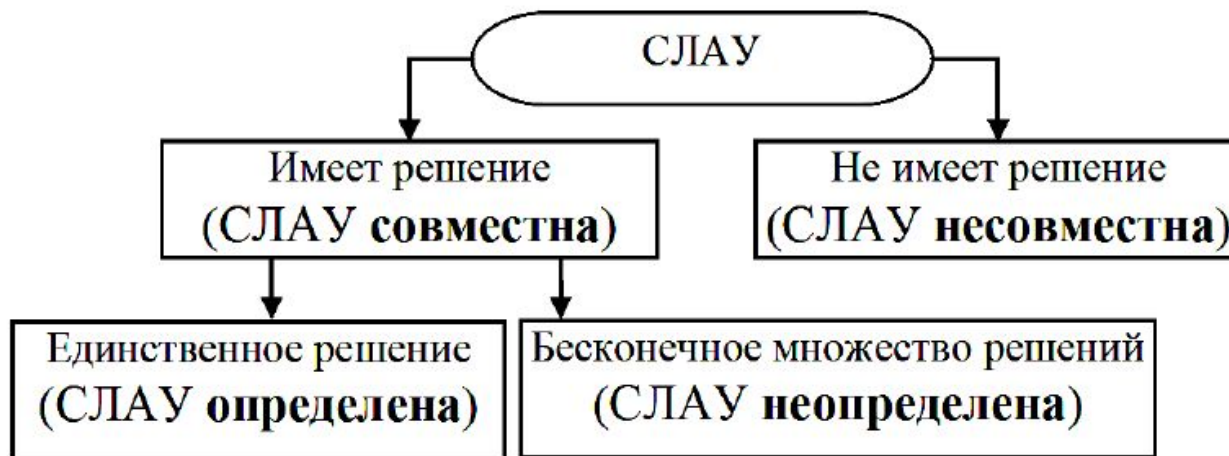 СЛАУ
Имеет решение
(СЛАУ совместна)
Не имеет решение
(СЛАУ несовместна)
Единственное решение
(СЛАУ определена)
Бесконечное множество решений
(СЛАУ неопределена)